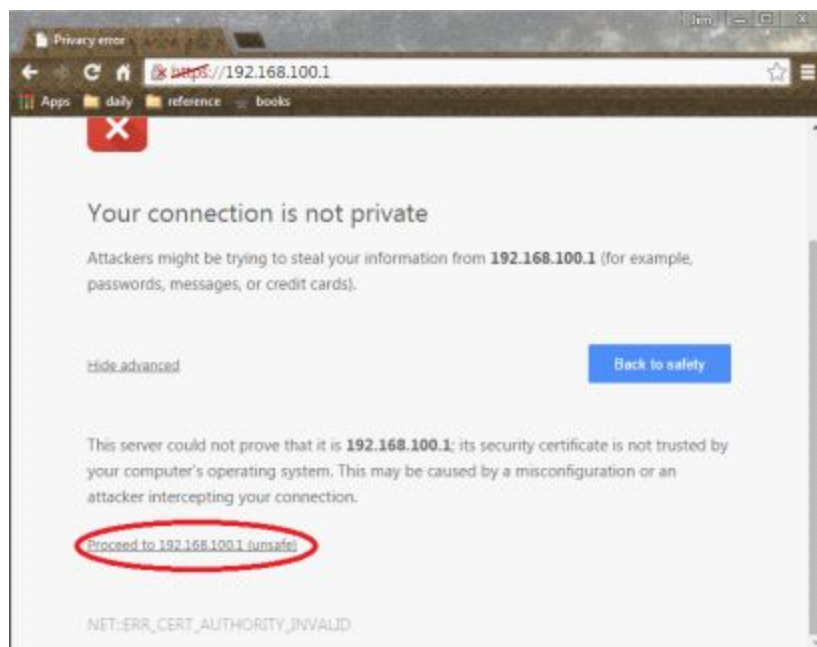 Jim
Privacy error
https://192.168.100.1
Apps daily reference books
Your connection is not private
Attackers might be trying to steal your information from 192.168.100.1 (for example,
passwords, messages, or credit cards).
Hide advanced
Back to safety
This server could not prove that it is 192.168.100.1; its security certificate is not trusted by
your computer's operating system. This may be caused by a misconfiguration or an
attacker intercepting your connection.
Proceed to 192.168.100.1 (unsafe)
NET::ERR_CERT_AUTHORITY_INVALID